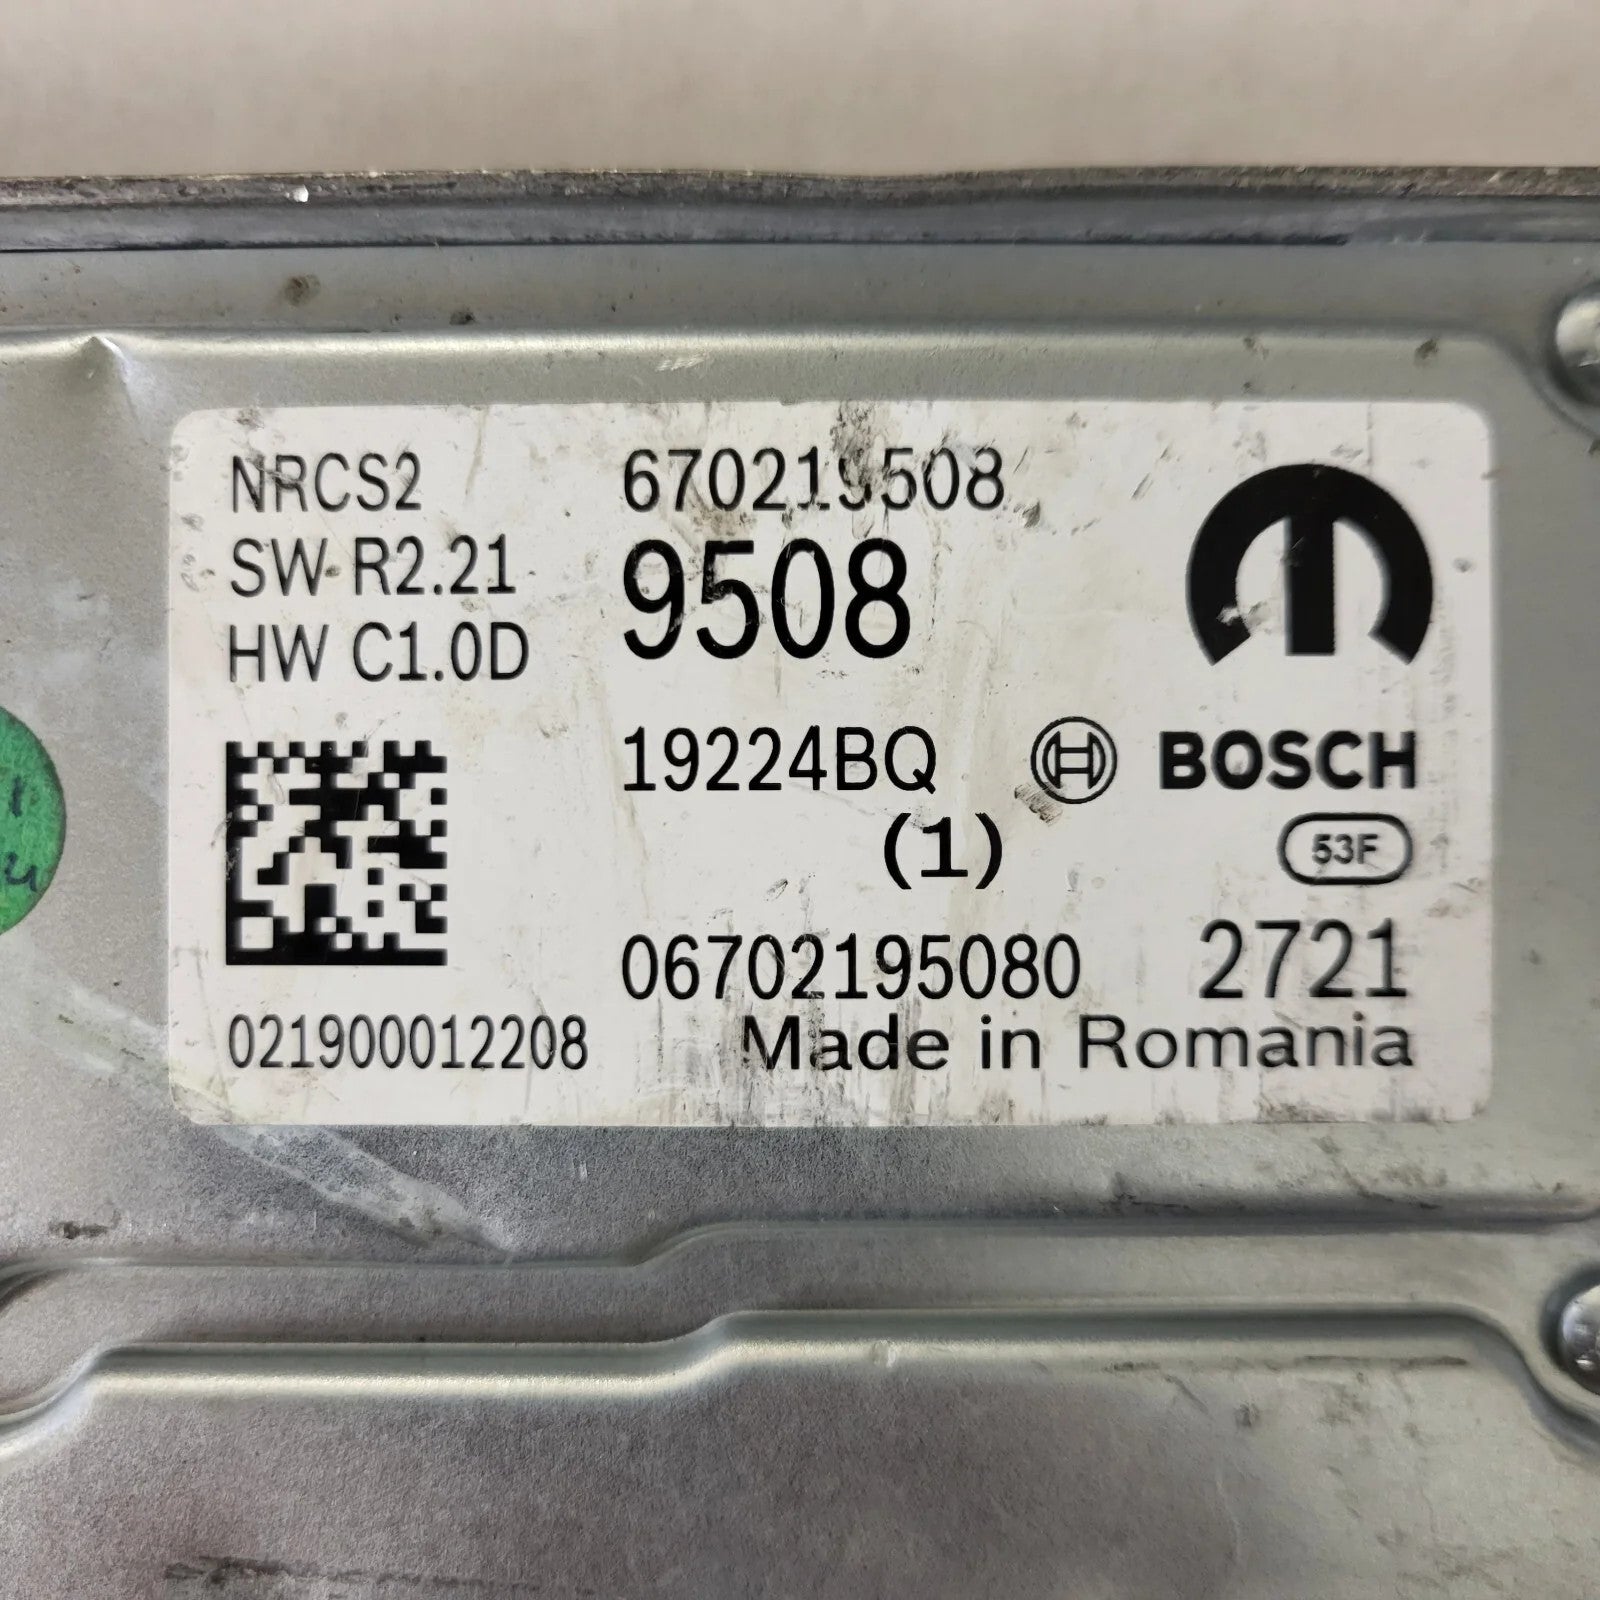 NRCS2
SW R2.21
HW C1.0D
670219508
9508
19224BQ
(1)
BOSCH
53F
06702195080
2721
021900012208
Made in Romania